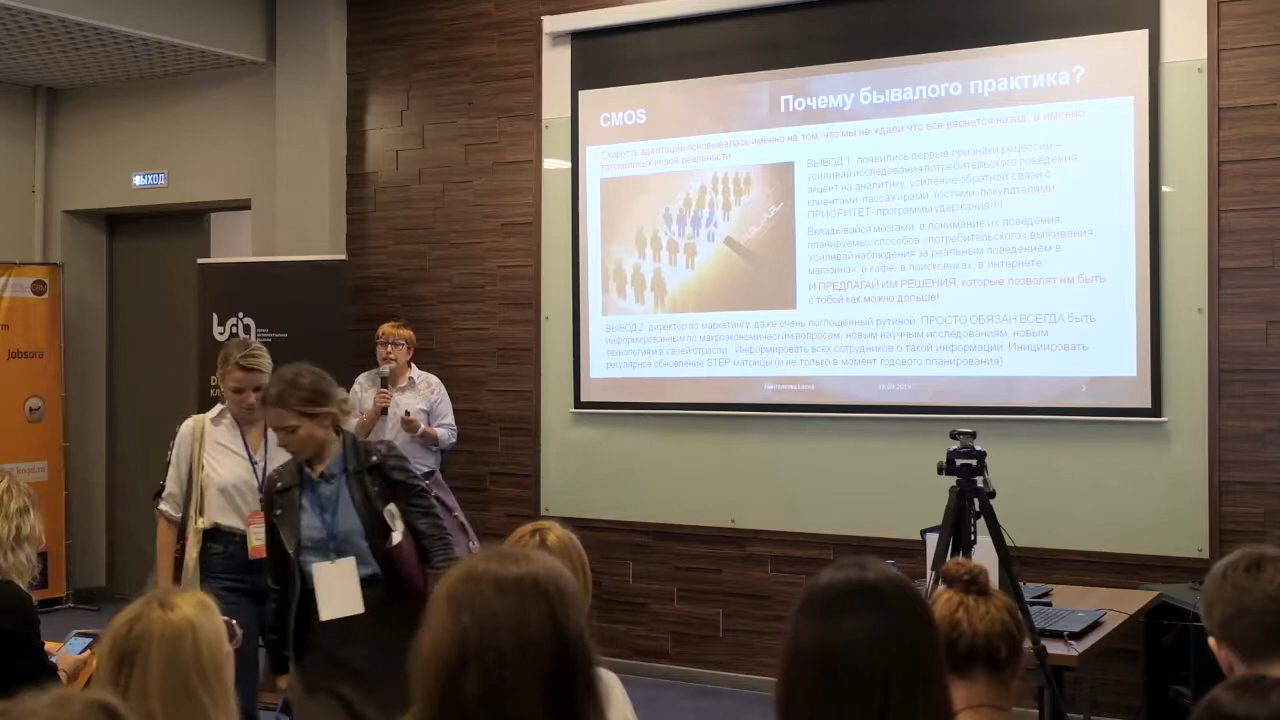 CMOS
Почему бывалого практика?
Скорость адаптации основывалась именно на том, что мы не ждали что все вернется назад, а именно
готовились к новой реальности
ВЫВОД 1. появились первые признаки рецессии –
усиливай исследования потребительского поведения,
акцент на аналитику, усиление обратной связи с
клиентами, пассажирами, гостями, покупателями.
ПРИОРИТЕТ- программы удержания!!!!
Вкладывайся мозгами в понимание их поведения,
планируемых способов «потребительского» выживания.
Усиливай наблюдения за реальным поведением в
магазинах, в кафе, в поисковиках, в интернете,
И ПРЕДЛАГАЙ ИМ РЕШЕНИЯ, которые позволят им быть
с тобой как можно дольше!
ВЫВОД 2. директор по маркетингу, даже очень поглощенный рутиной, ПРОСТО ОБЯЗАН ВСЕГДА быть
информированным по макроэкономическим вопросам, новым научным исследованиям, новым
технологиям в своей отрасли. Информировать всех сотрудников о такой информации. Инициировать
регулярное обновление STEP матрицы (и не только в момент годового планирования)
2
ВЫХОД
Jobsora